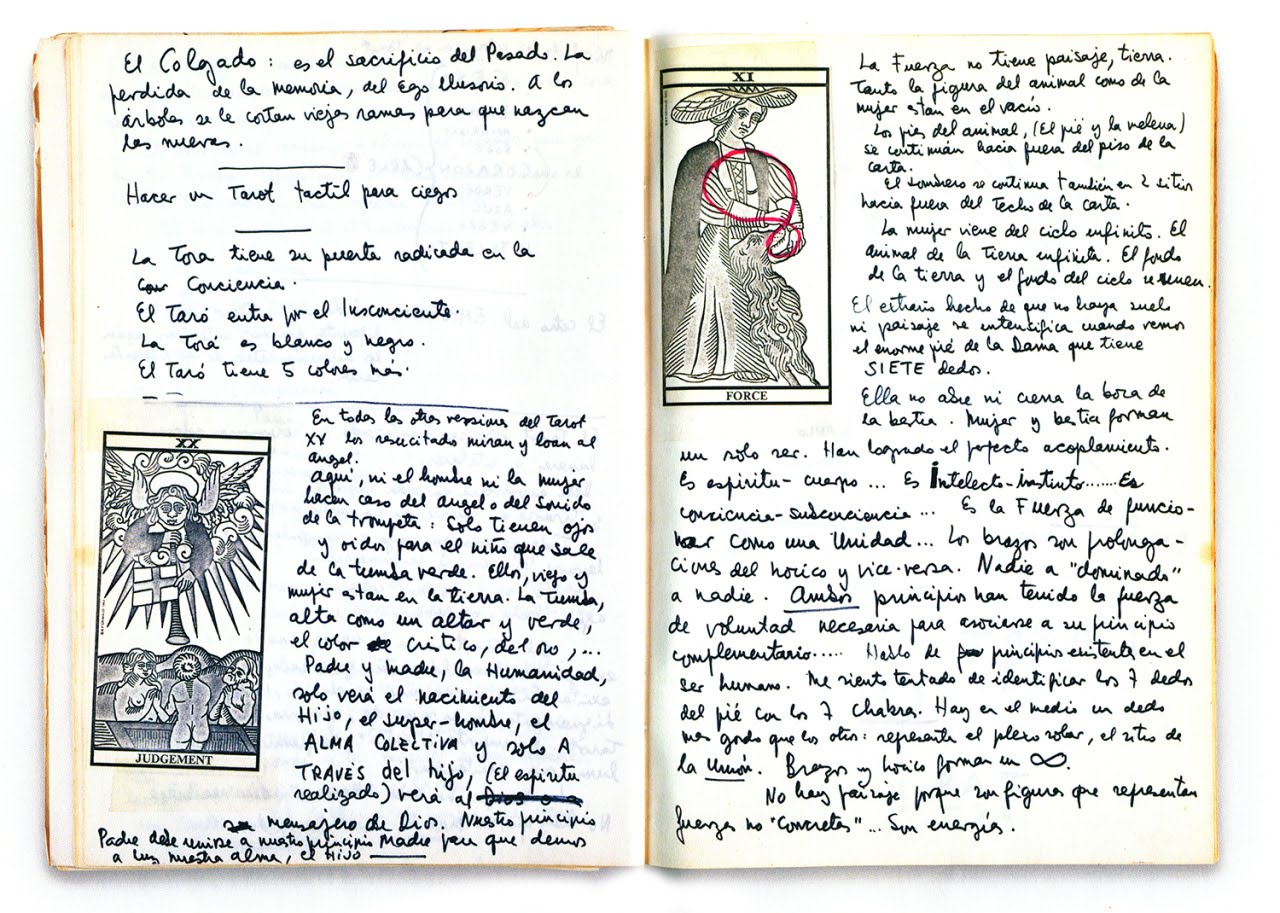 El Colgado : es el sacrificio del Pesado. La
perdida de la memoria, del Ego Ilusorio. A los
árboles se le cortan viejas ramas para que nazcan
las nuevas.
Hacer un Tarot tactil para ciegos
La Tora tiene su puerta radicada en la
Conciencia.
El Taró entra por el Insconciente.
La Torá es blanco y negro.
El Taró tiene 5 colores más.
En todas las otras versiones del Tarot
XX los resucitado miran y loan al
angel.
Aquí, ni el hombre ni la mujer
hacen caso del angel o del sonido
de la trompeta : Solo tienen ojos
y oidos para el niño que sale
de la tumba verde. Ellos, viejo y
mujer estan en la tierra. La Tumba,
alta como un altar y verde,
el color de Cristico, del oro, ...
Padre y madre, la Humanidad,
solo verá el nacimiento del
Hijo, el super-hombre, el
ALMA COLECTIVA y solo A
TRAVÉS del hijo, (El espiritu
realizado) verá al Dios o a
mensajero de Dios. Nuestro principio
Padre debe unirse a nuestro principio Madre para que demos
a luz nuestra alma, el Hijo
XX
JUDGEMENT
XI
FORCE
La Fuerza no tiene paisaje, tierra.
Tanto la figura del animal como de la
mujer estan en el vacío.
Los pies del animal, (El pié y la melena)
se continuán hacia fuera del piso de la
carta.
El sombrero se continua también en 2 sitios
hacia fuera del Techo de la carta.
La mujer viene del cielo infinito. El
animal de la Tierra infinita. El fondo
de la tierra y el fondo del cielo se unen.
El extraño hecho de que no haya suelo
ni paisaje se intensifica cuando vemos
el enorme pié de la Dama que tiene
SIETE dedos.
Ella no abre ni cierra la boca de
la bestia. Mujer y bestia forman
un solo ser. Han logrado el perfecto acoplamiento.
Es espíritu-cuerpo ... Es Intelecto-instinto....... Es
conciencia-subconciencia ... Es la Fuerza de funcio-
nar como una Unidad... Los brazos son prolonga-
ciones del hocico y vice-versa. Nadie a "dominado"
a nadie. Ambos principios han tenido la fuerza
de voluntad necesaria para asociarse a su principio
complementario..... Hablo de principios existente en el
ser humano. Me siento tentado de identificar los 7 dedos
del pié con los 7 chakra. Hay en el medio un dedo
mas gordo que los otro : representa el plexo solar, el sitio de
la Unión. Brazos y hocico forman un ∞.
No hay paisaje porque son figuras que representan
fuerzas no "concretas"... Son energías.